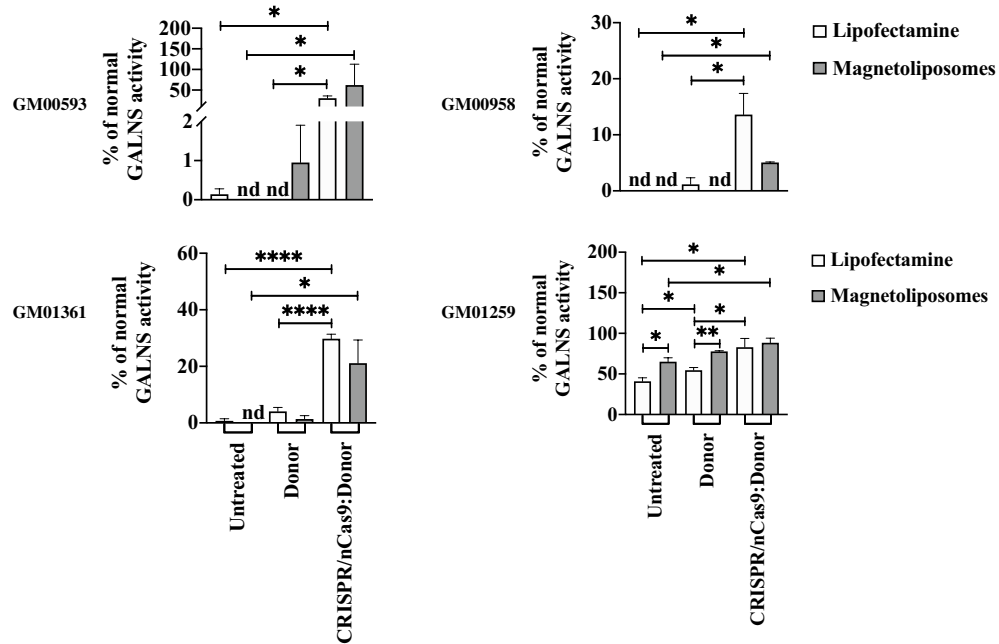 GM00593
% of normal
GALNS activity
200
150
100
50
2
1
0
*
*
*
nd nd
GM00958
% of normal
GALNS activity
30
20
10
0
*
*
*
nd nd
nd
Lipofectamine
Magnetoliposomes
GM01361
% of normal
GALNS activity
60
40
20
0
****
*
****
nd
Untreated
Donor
CRISPR/nCas9:Donor
GM01259
% of normal
GALNS activity
200
150
100
50
0
*
*
*
*
*
**
Untreated
Donor
CRISPR/nCas9:Donor
Lipofectamine
Magnetoliposomes